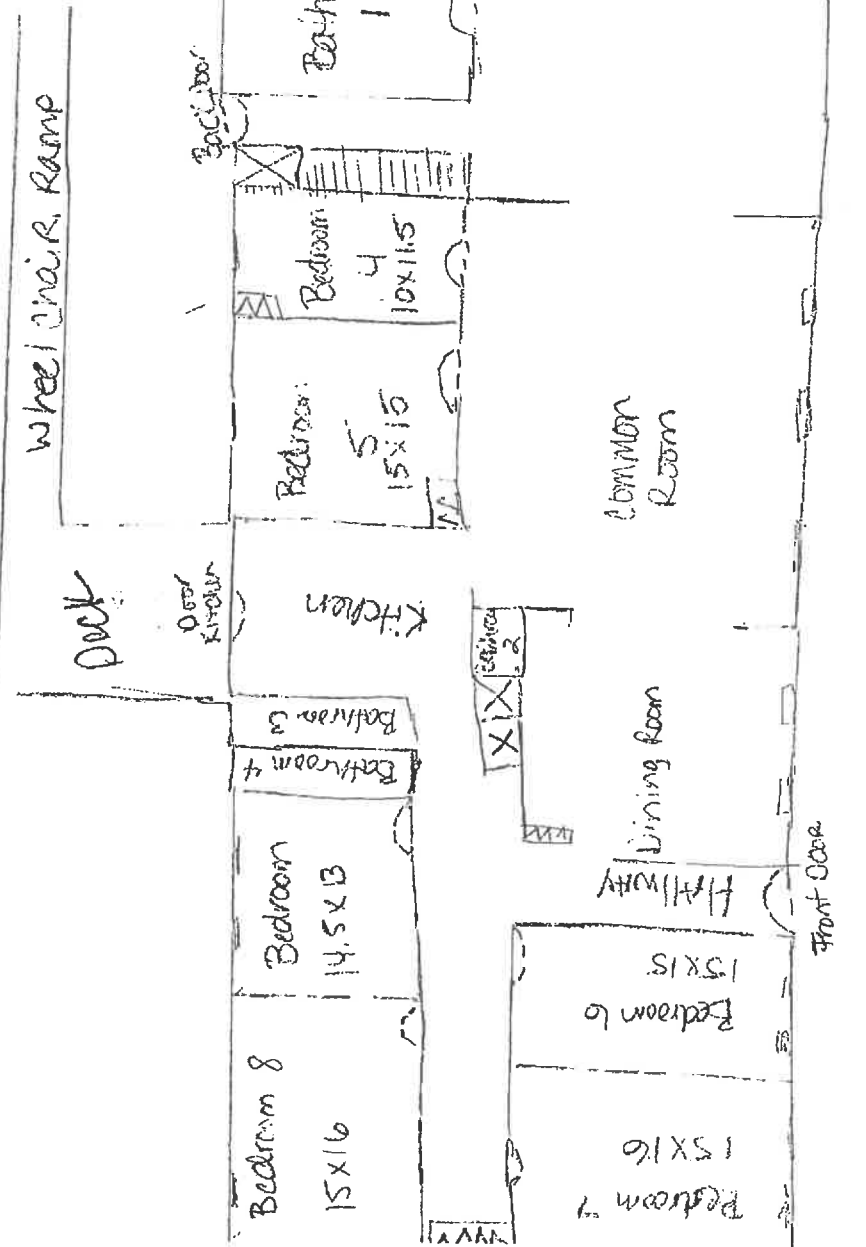 Bath
1
Back Door
Wheel chair Ramp
Bedroom
4
10x11.5
Bedroom
5
15x15
Common
Room
Deck
Door
Kitchen
Kitchen
Bathroom 3
2
Bathroom 4
Dining Room
Bedroom
14.5x13
HAllWAY
Front Door
Bedroom 6
15x15
Bedroom 8
15x16
Bedroom 7
15x16